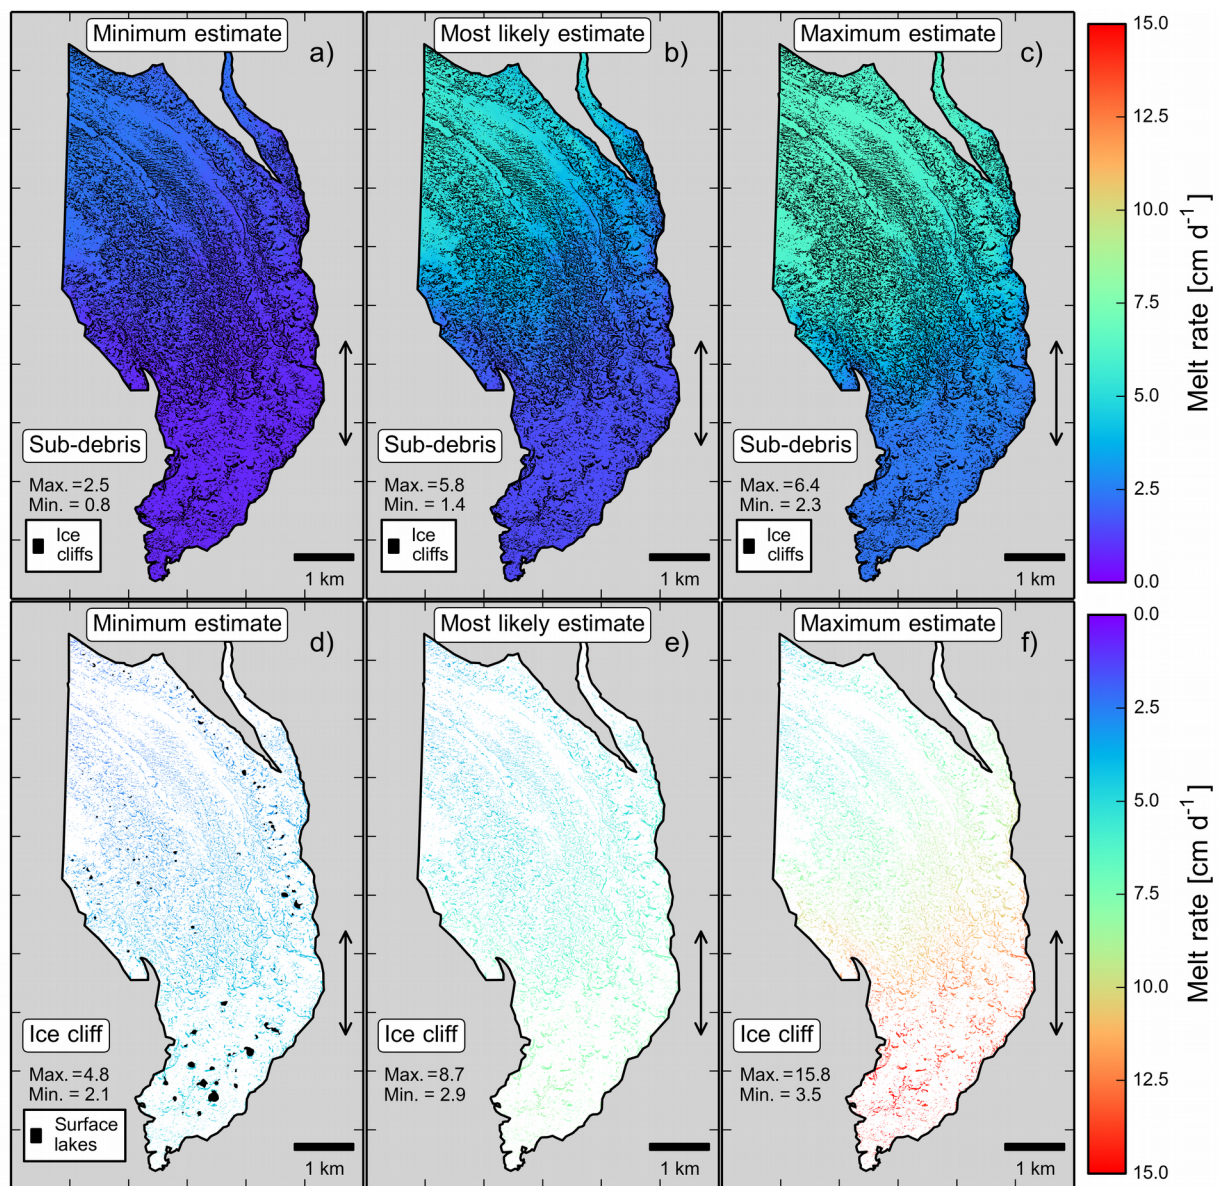 Minimum estimate
a)
Sub-debris
Max. =2.5
Min. = 0.8
Ice
cliffs
1 km
Most likely estimate
b)
Sub-debris
Max. =5.8
Min. = 1.4
Ice
cliffs
1 km
Maximum estimate
c)
Sub-debris
Max. =6.4
Min. = 2.3
Ice
cliffs
1 km
15.0
12.5
10.0
7.5
5.0
2.5
0.0
Melt rate [cm d⁻¹ ]
Minimum estimate
d)
Ice cliff
Max. =4.8
Min. = 2.1
Surface
lakes
1 km
Most likely estimate
e)
Ice cliff
Max. =8.7
Min. = 2.9
1 km
Maximum estimate
f)
Ice cliff
Max. =15.8
Min. = 3.5
1 km
0.0
2.5
5.0
7.5
10.0
12.5
15.0
Melt rate [cm d⁻¹ ]